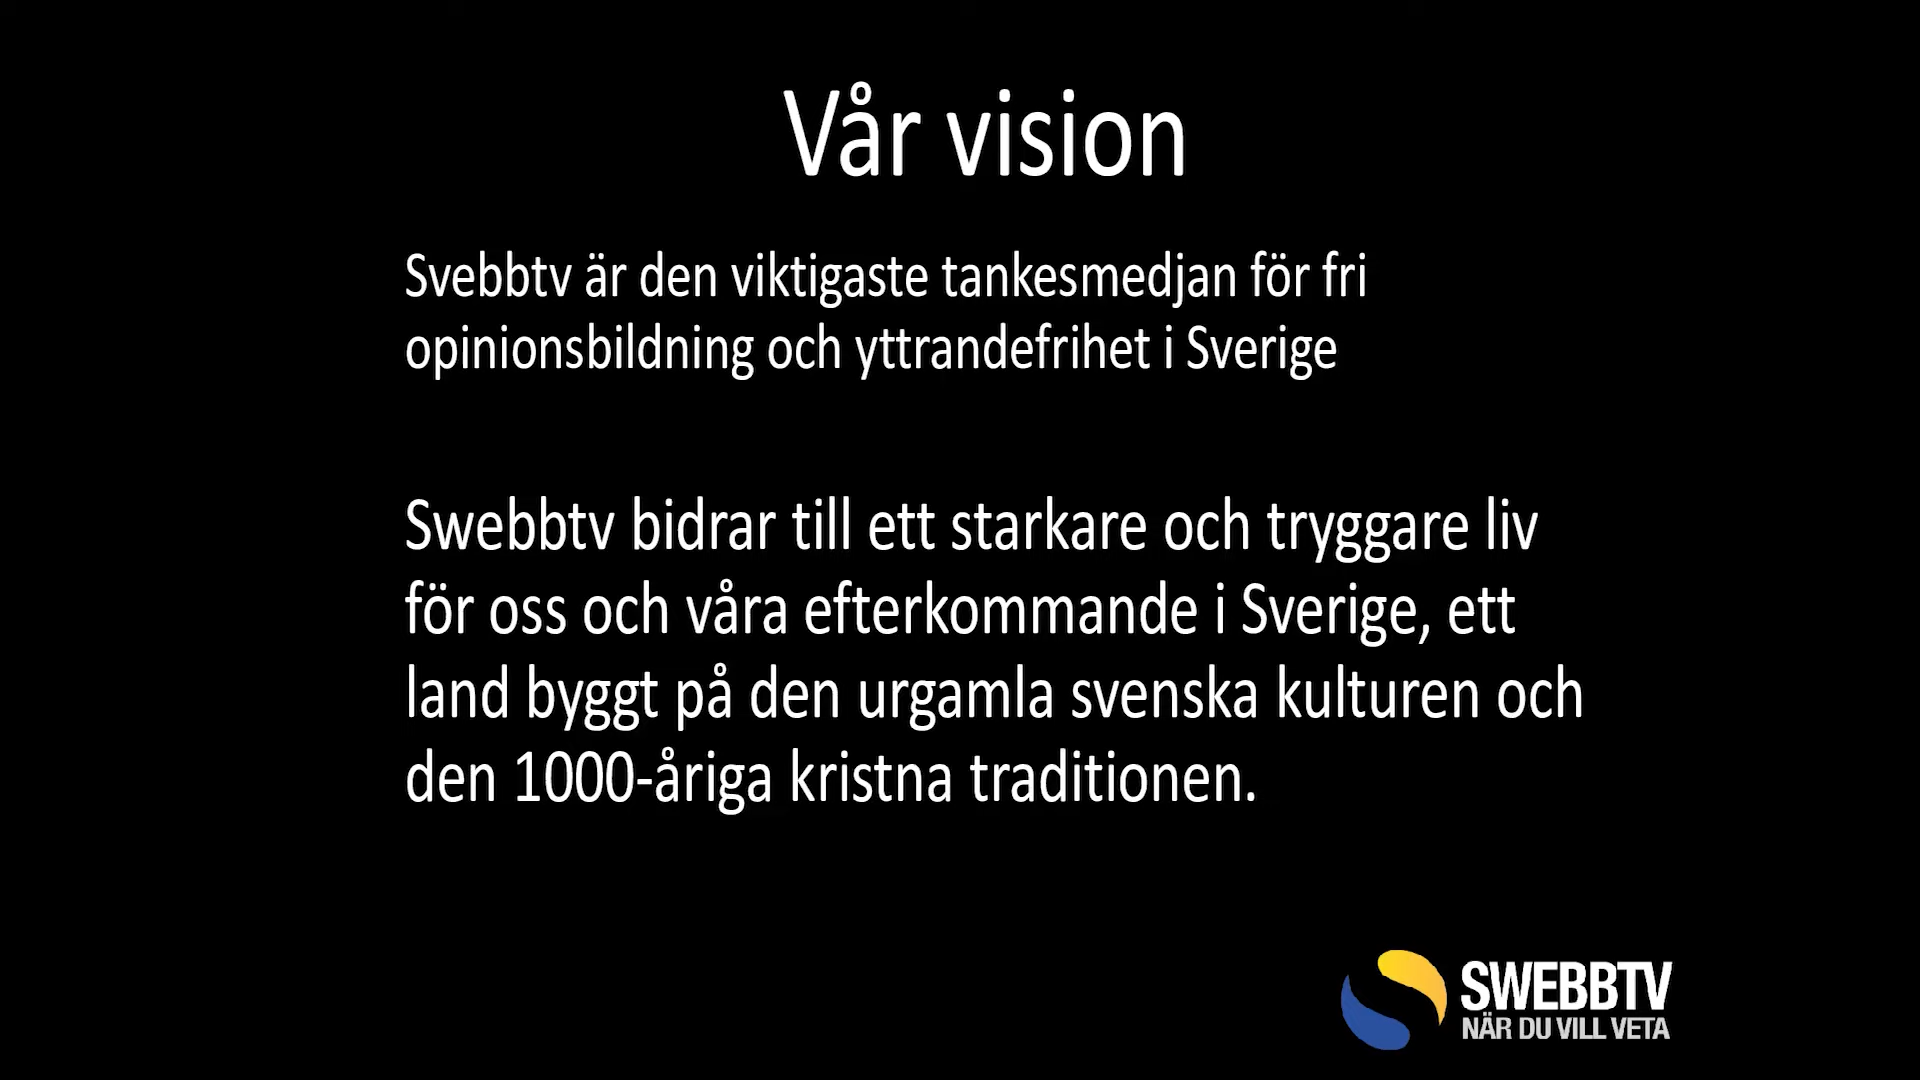 Vår vision
Svebbtv är den viktigaste tankesmedjan för fri
opinionsbildning och yttrandefrihet i Sverige
Swebbtv bidrar till ett starkare och tryggare liv
för oss och våra efterkommande i Sverige, ett
land byggt på den urgamla svenska kulturen och
den 1000-åriga kristna traditionen.
SWEBBTV
NÄR DU VILL VETA